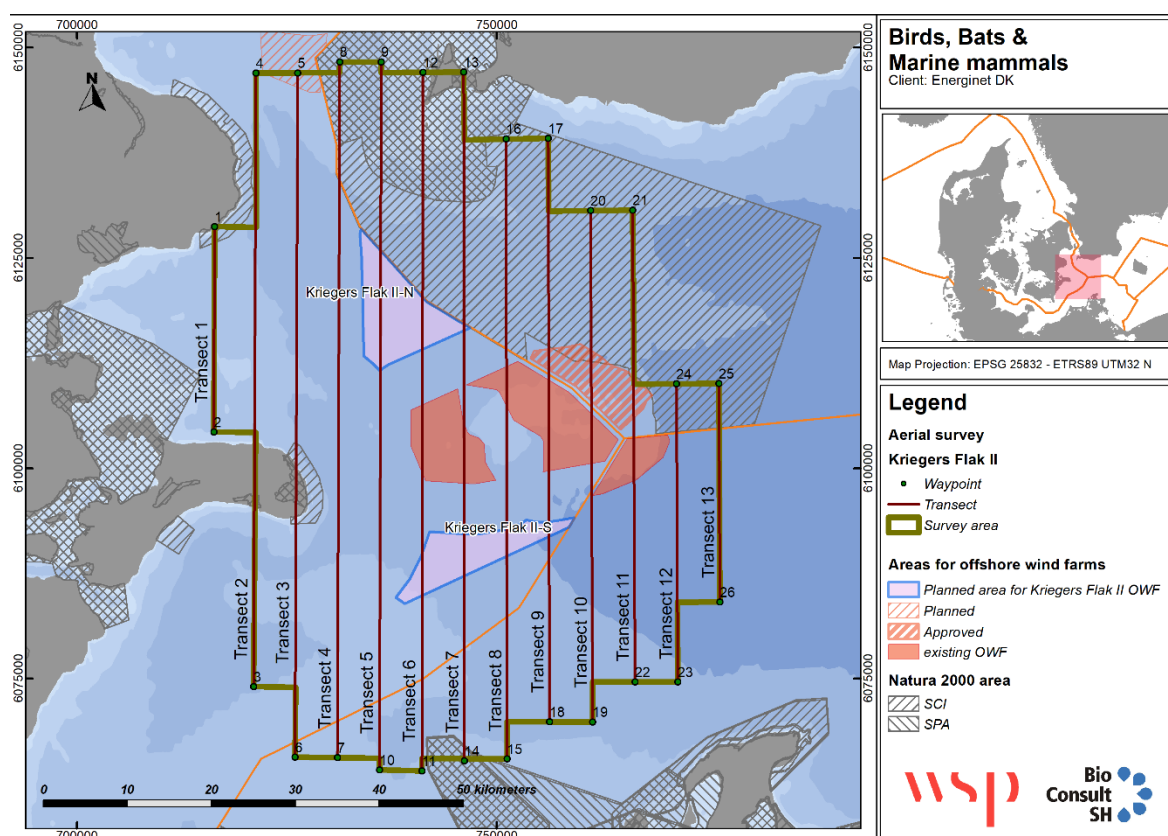 700000
750000
6150000
6150000
4
5
8
9
12
13
N
16
17
1
20
21
6125000
6125000
Kriegers Flak II-N
Transect 1
24
25
2
6100000
6100000
Kriegers Flak II-S
Transect 2
Transect 3
Transect 4
Transect 5
Transect 6
Transect 7
Transect 8
Transect 9
Transect 10
Transect 11
Transect 12
Transect 13
26
3
22
23
6075000
6075000
18
19
6
7
10
11
14
15
0
10
20
30
40
50 kilometers
700000
750000
Birds, Bats &
Marine mammals
Client: Energinet DK
Map Projection: EPSG 25832 - ETRS89 UTM32 N
Legend
Aerial survey
Kriegers Flak II
Waypoint
Transect
Survey area
Areas for offshore wind farms
Planned area for Kriegers Flak II OWF
Planned
Approved
existing OWF
Natura 2000 area
SCI
SPA
wsp
Bio
Consult
SH